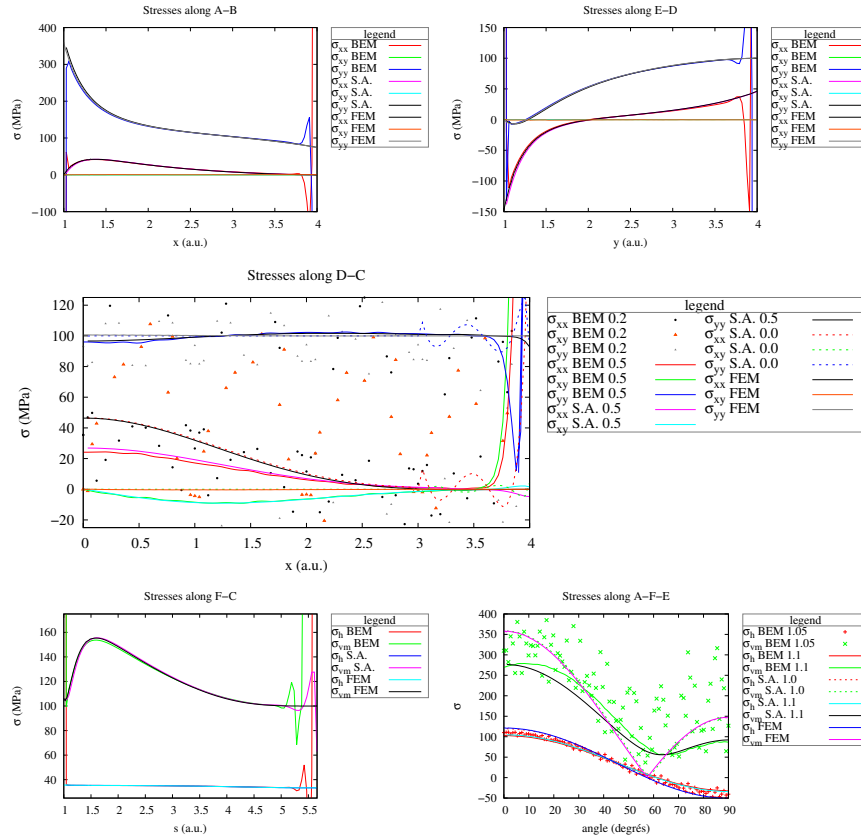 Stresses along A−B
σ (MPa)
400
300
200
100
0
−100
1
1.5
2
2.5
3
3.5
4
x (a.u.)
legend
σxx BEM
σxy BEM
σyy BEM
σxx S.A.
σxy S.A.
σyy S.A.
σxx FEM
σxy FEM
σyy FEM
Stresses along E−D
σ (MPa)
150
100
50
0
−50
−100
−150
1
1.5
2
2.5
3
3.5
4
y (a.u.)
legend
σxx BEM
σxy BEM
σyy BEM
σxx S.A.
σxy S.A.
σyy S.A.
σxx FEM
σxy FEM
σyy FEM
Stresses along D−C
σ (MPa)
120
100
80
60
40
20
0
−20
0
0.5
1
1.5
2
2.5
3
3.5
4
x (a.u.)
legend
σxx BEM 0.2
σxy BEM 0.2
σyy BEM 0.2
σxx BEM 0.5
σxy BEM 0.5
σyy BEM 0.5
σxx S.A. 0.5
σxy S.A. 0.5
σyy S.A. 0.5
σxx S.A. 0.0
σxy S.A. 0.0
σyy S.A. 0.0
σxx FEM
σxy FEM
σyy FEM
Stresses along F−C
σ (MPa)
160
140
120
100
80
60
40
1
1.5
2
2.5
3
3.5
4
4.5
5
5.5
s (a.u.)
legend
σh BEM
σvm BEM
σh S.A.
σvm S.A.
σh FEM
σvm FEM
Stresses along A−F−E
σ
400
350
300
250
200
150
100
50
0
−50
0
10
20
30
40
50
60
70
80
90
angle (degrés)
legend
σh BEM 1.05
σvm BEM 1.05
σh BEM 1.1
σvm BEM 1.1
σh S.A. 1.0
σvm S.A. 1.0
σh S.A. 1.1
σvm S.A. 1.1
σh FEM
σvm FEM